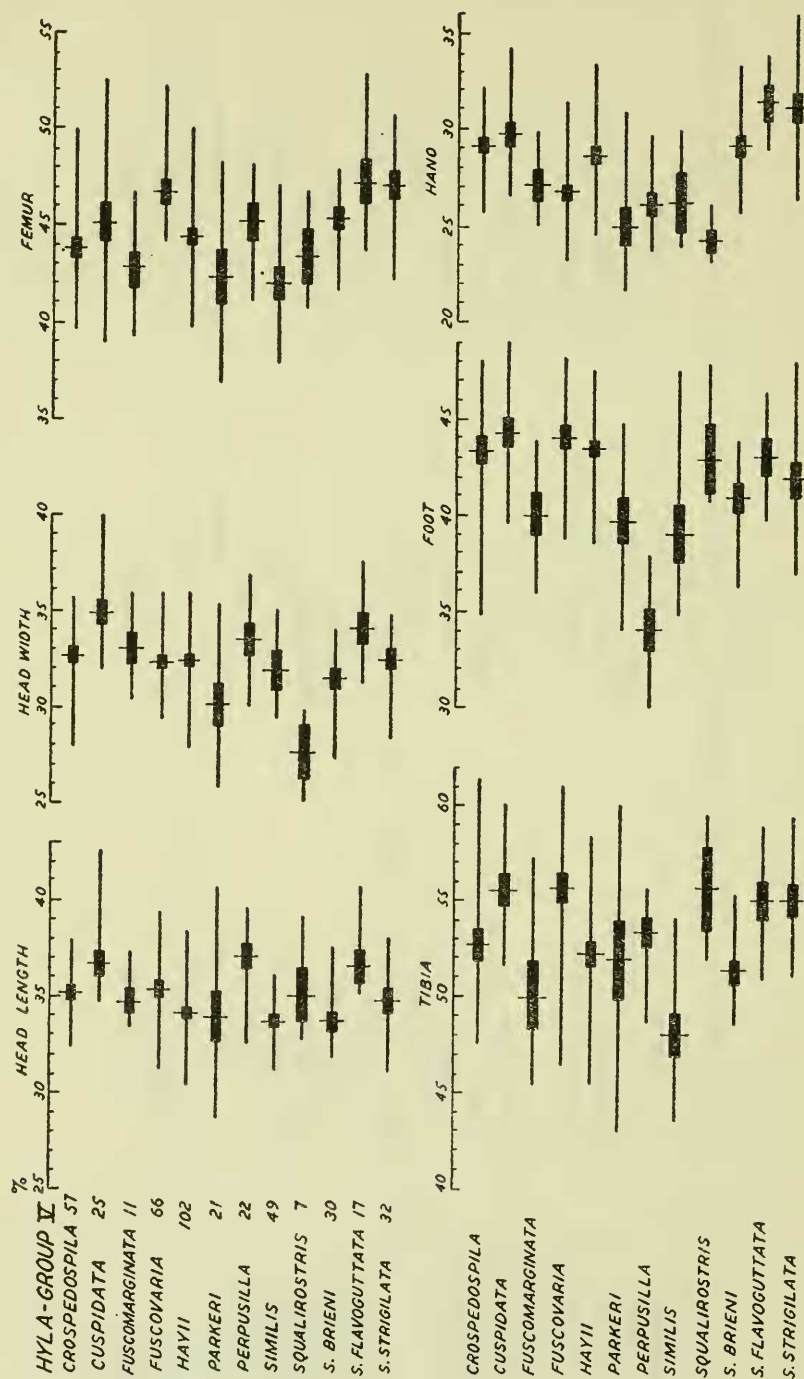 HYLA-GROUP V
%
HEAD LENGTH
25 30 35 40
HEAD WIDTH
25 30 35 40
FEMUR
35 40 45 50 55
CROSPEDOSPILA 57
CUSPIDATA 25
FUSCOMARGINATA 11
FUSCOVARIA 66
HAYII 102
PARKERI 21
PERPUSILLA 22
SIMILIS 49
SQUALIROSTRIS 7
S. BRIENI 30
S. FLAVOGUTTATA 17
S. STRIGILATA 32
TIBIA
40 45 50 55 60
FOOT
30 35 40 45
HAND
20 25 30 35
CROSPEDOSPILA
CUSPIDATA
FUSCOMARGINATA
FUSCOVARIA
HAYII
PARKERI
PERPUSILLA
SIMILIS
SQUALIROSTRIS
S. BRIENI
S. FLAVOGUTTATA
S. STRIGILATA